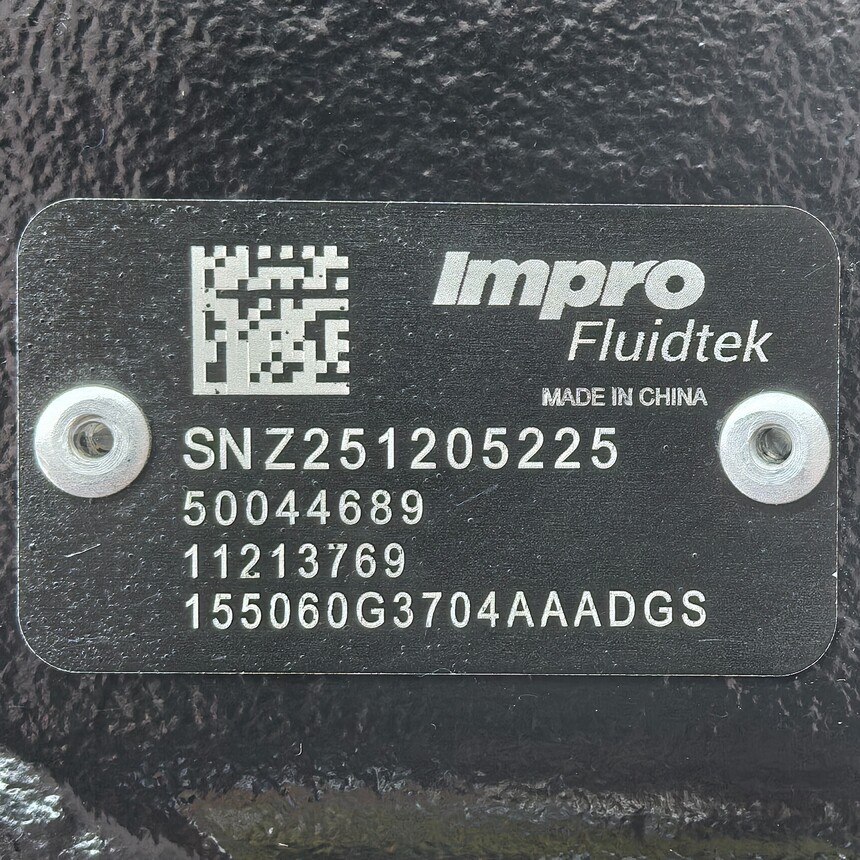 Impro
Fluidtek
MADE IN CHINA
SNZ251205225
50044689
11213769
155060G3704AAADGS